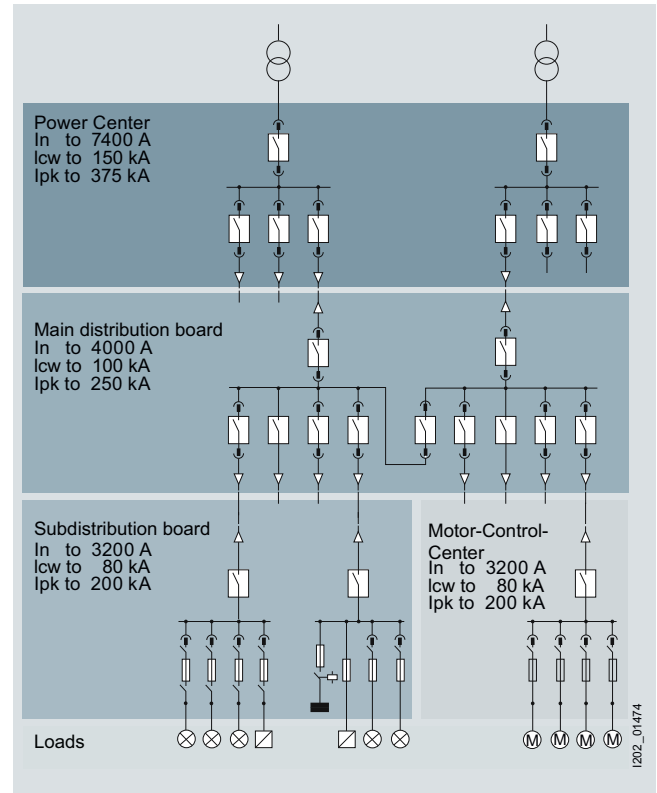 Power Center
In to 7400 A
Icw to 150 kA
Ipk to 375 kA
Main distribution board
In to 4000 A
Icw to 100 kA
Ipk to 250 kA
Subdistribution board
In to 3200 A
Icw to 80 kA
Ipk to 200 kA
Motor-Control-
Center
In to 3200 A
Icw to 80 kA
Ipk to 200 kA
Loads
M M M M
I202_01474